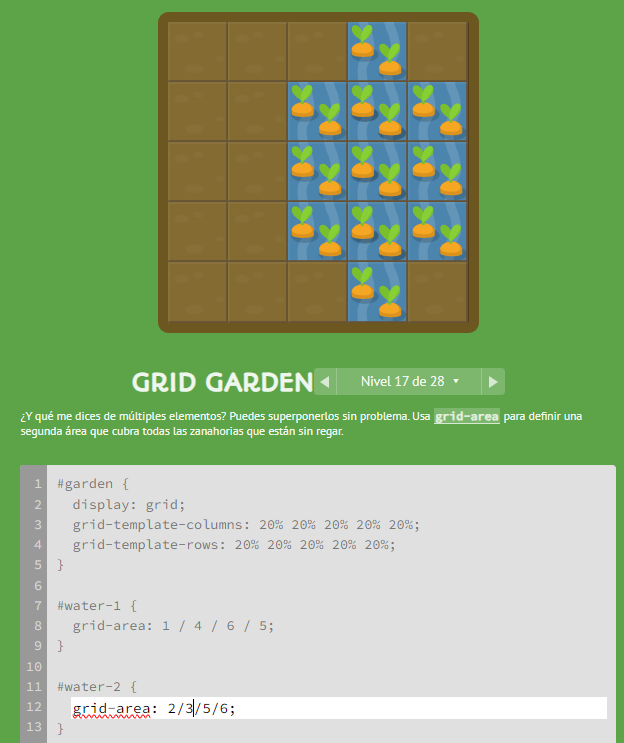 GRID GARDEN
Nivel 17 de 28
¿Y qué me dices de múltiples elementos? Puedes superponerlos sin problema. Usa grid-area para definir una
segunda área que cubra todas las zanahorias que están sin regar.
1 #garden {
2 display: grid;
3 grid-template-columns: 20% 20% 20% 20% 20%;
4 grid-template-rows: 20% 20% 20% 20% 20%;
5 }
6
7 #water-1 {
8 grid-area: 1 / 4 / 6 / 5;
9 }
10
11 #water-2 {
12 grid-area: 2/3/5/6;
13 }